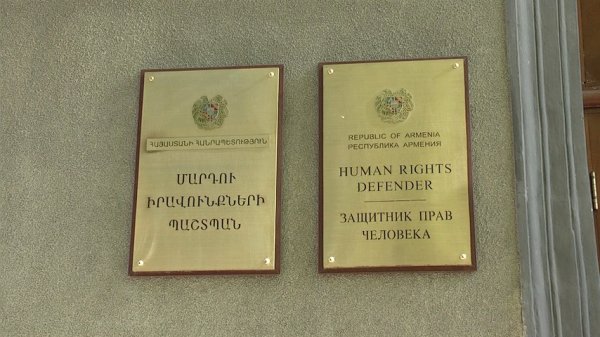 ՀԱՅԱՍՏԱՆԻ ՀԱՆՐԱՊԵՏՈՒԹՅՈՒՆ
ՄԱՐԴՈՒ
ԻՐԱՎՈՒՆՔՆԵՐԻ
ՊԱՇՏՊԱՆ
REPUBLIC OF ARMENIA
РЕСПУБЛИКА АРМЕНИЯ
HUMAN RIGHTS
DEFENDER
ЗАЩИТНИК ПРАВ
ЧЕЛОВЕКА